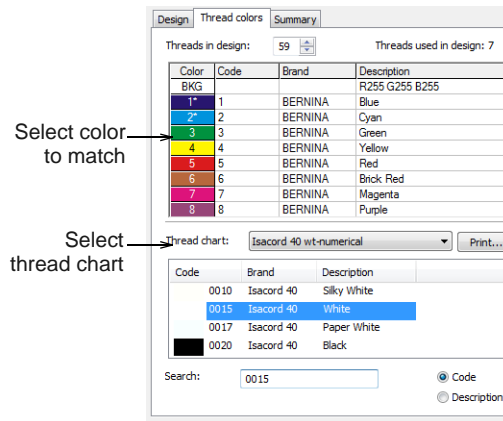 Design Thread colors Summary
Threads in design: 59 Threads used in design: 7
Color Code Brand Description
BKG R255 G255 B255
1* 1 BERNINA Blue
2* 2 BERNINA Cyan
3 3 BERNINA Green
4 4 BERNINA Yellow
5 5 BERNINA Red
6 6 BERNINA Brick Red
7 7 BERNINA Magenta
8 8 BERNINA Purple
Select color
to match
Select
thread chart
Thread chart: Isacord 40 wt-numerical Print...
Code Brand Description
0010 Isacord 40 Silky White
0015 Isacord 40 White
0017 Isacord 40 Paper White
0020 Isacord 40 Black
Search: 0015 Code
Description